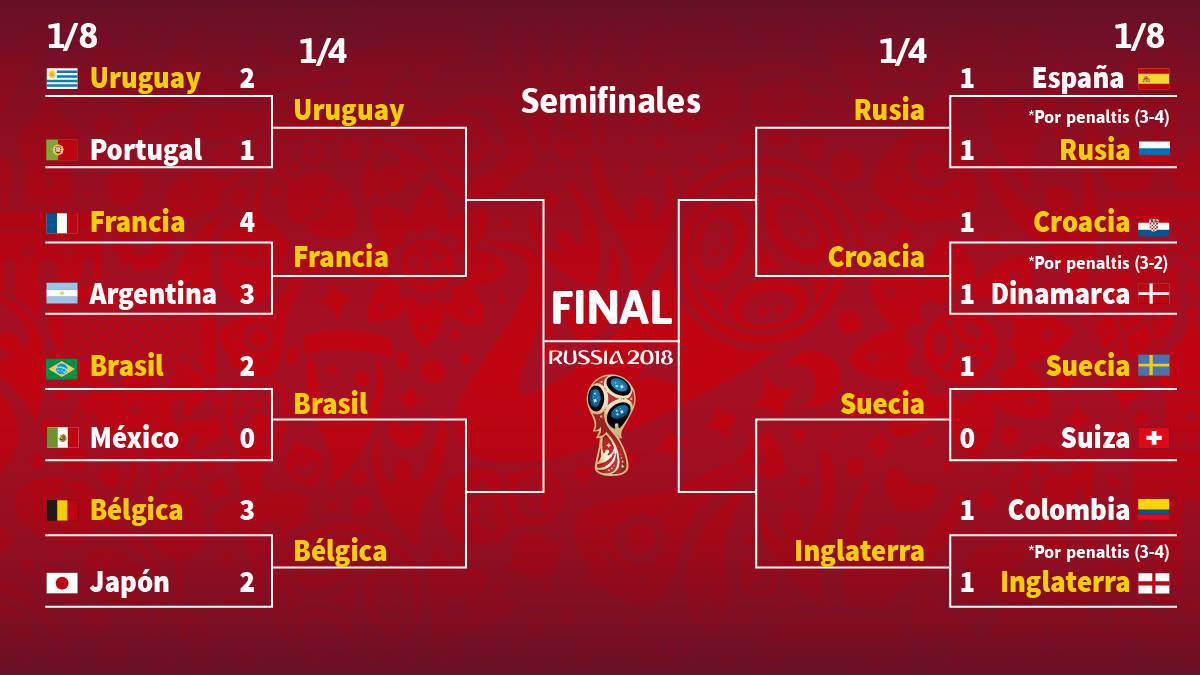 1/8
1/4
1/4
1/8
Semifinales
Uruguay 2
Portugal 1
Francia 4
Argentina 3
Brasil 2
México 0
Bélgica 3
Japón 2
Uruguay
Francia
Brasil
Bélgica
FINAL
RUSSIA 2018
Rusia
Croacia
Suecia
Inglaterra
1 España
*Por penaltis (3-4)
1 Rusia
1 Croacia
*Por penaltis (3-2)
1 Dinamarca
1 Suecia
0 Suiza
1 Colombia
*Por penaltis (3-4)
1 Inglaterra